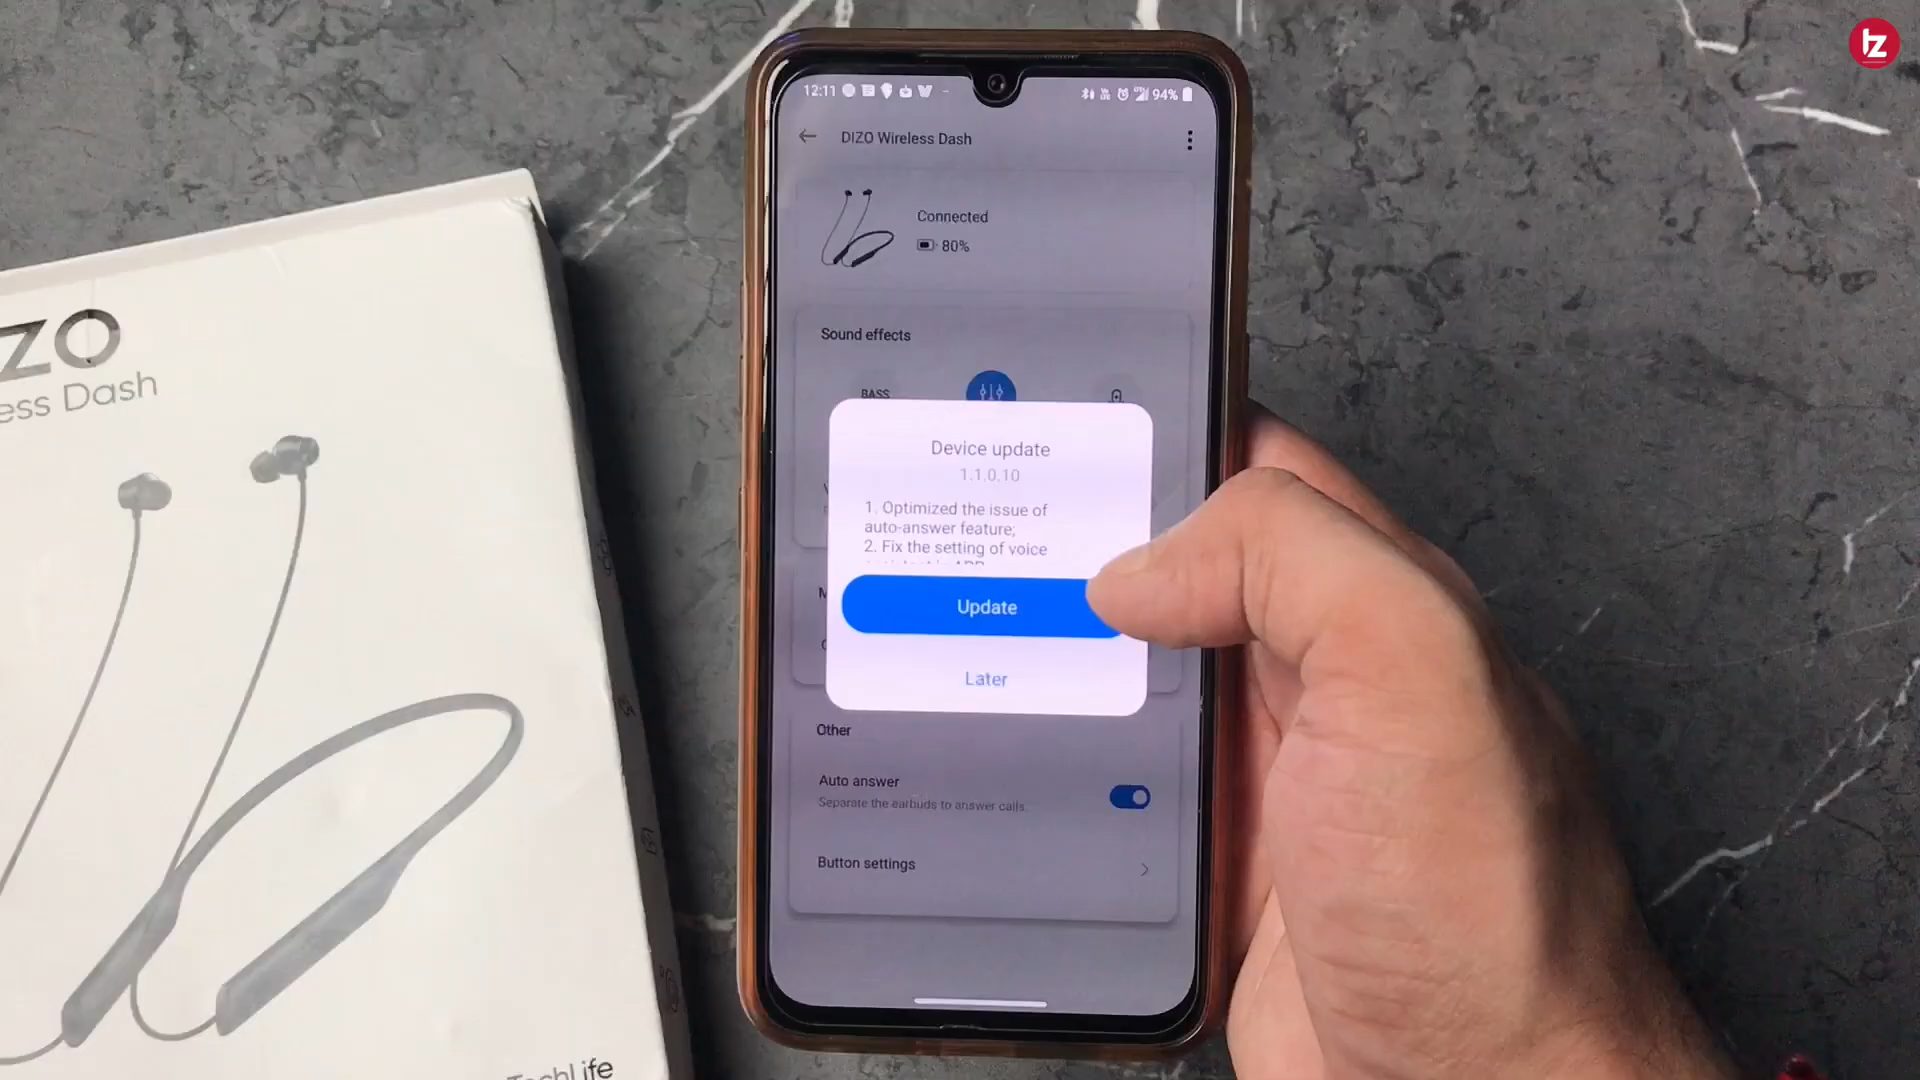 12:11
94%
DIZO Wireless Dash
Connected
80%
Sound effects
BASS
Device update
1.1.0.10
1. Optimized the issue of
auto-answer feature;
2. Fix the setting of voice
Update
Later
Other
Auto answer
Separate the earbuds to answer calls
Button settings
IZO
ess Dash
TechLife